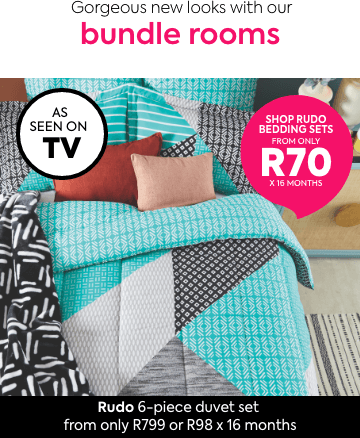 Gorgeous new looks with our
bundle rooms
AS
SEEN ON
TV
SHOP RUDO
BEDDING SETS
FROM ONLY
R70
X 16 MONTHS
Rudo 6-piece duvet set
from only R799 or R98 x 16 months